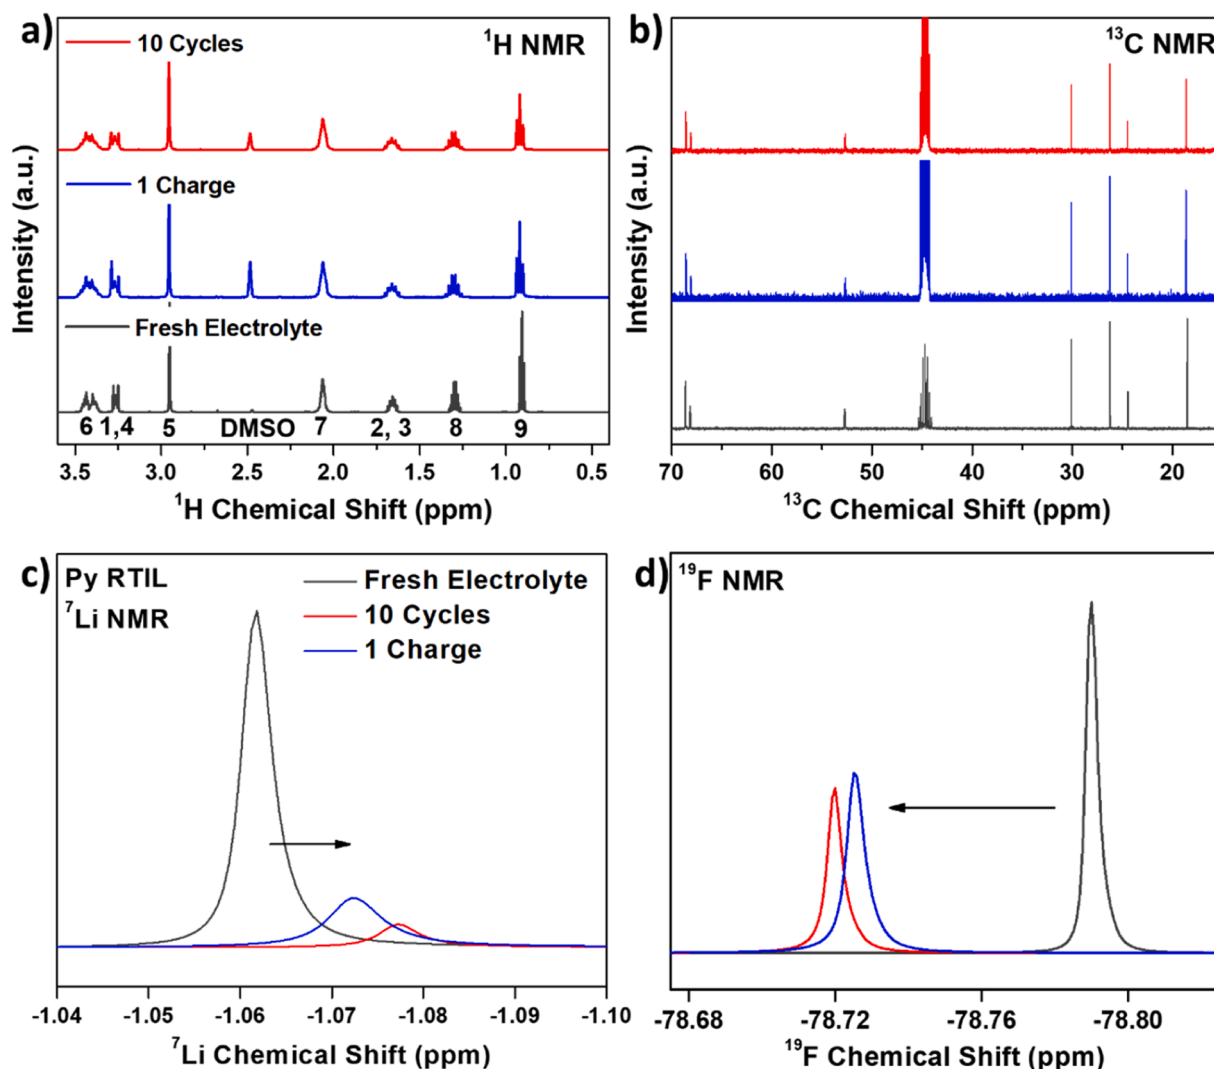 a)
10 Cycles
¹H NMR
1 Charge
Fresh Electrolyte
6 1,4 5 DMSO 7 2, 3 8 9
3.5 3.0 2.5 2.0 1.5 1.0 0.5
¹H Chemical Shift (ppm)
Intensity (a.u.)
b)
¹³C NMR
70 60 50 40 30 20
¹³C Chemical Shift (ppm)
Intensity (a.u.)
c)
Py RTIL
⁷Li NMR
Fresh Electrolyte
10 Cycles
1 Charge
-1.04 -1.05 -1.06 -1.07 -1.08 -1.09 -1.10
⁷Li Chemical Shift (ppm)
d)
¹⁹F NMR
-78.68 -78.72 -78.76 -78.80
¹⁹F Chemical Shift (ppm)